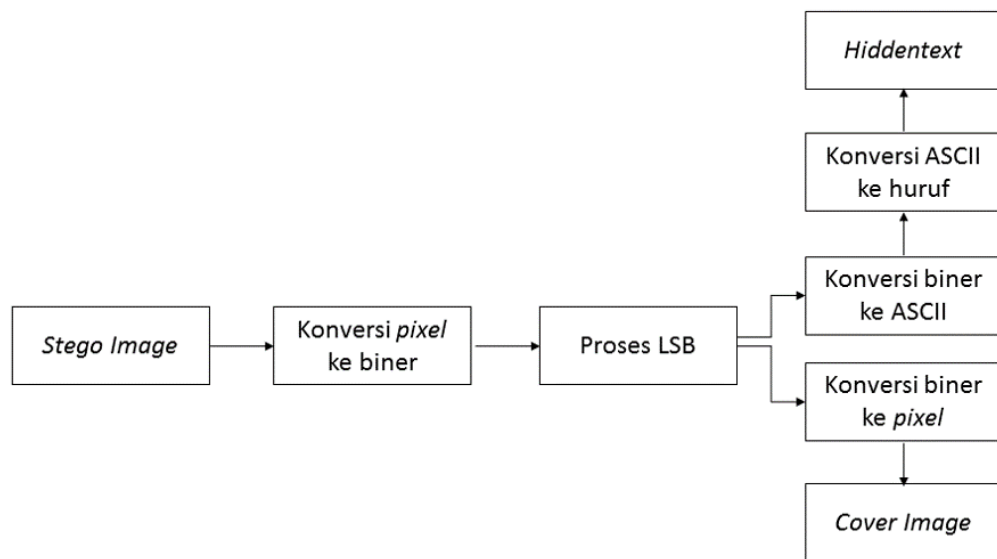 Hiddentext
Konversi ASCII
ke huruf
Konversi biner
ke ASCII
Stego Image
Konversi pixel
ke biner
Proses LSB
Konversi biner
ke pixel
Cover Image